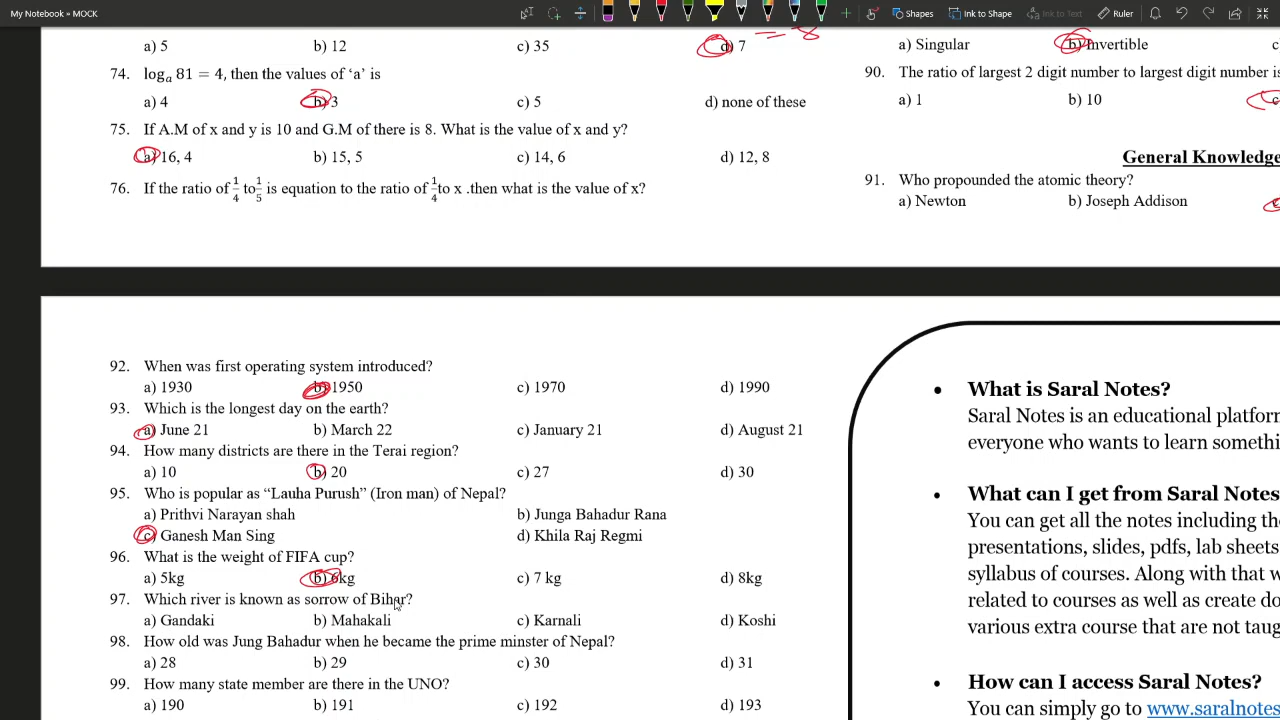 My Notebook » MOCK
Shapes
Ink to Shape
Ink to Text
Ruler
a) 5 b) 12 c) 35 d) 7 = 8
74. logₐ 81 = 4, then the values of ‘a’ is
a) 4 b) 3 c) 5 d) none of these
75. If A.M of x and y is 10 and G.M of there is 8. What is the value of x and y?
a) 16, 4 b) 15, 5 c) 14, 6 d) 12, 8
76. If the ratio of 1/4 to 1/5 is equation to the ratio of 1/4 to x .then what is the value of x?
a) Singular b) Invertible c
90. The ratio of largest 2 digit number to largest digit number is
a) 1 b) 10
General Knowledge
91. Who propounded the atomic theory?
a) Newton b) Joseph Addison
92. When was first operating system introduced?
a) 1930 b) 1950 c) 1970 d) 1990
93. Which is the longest day on the earth?
a) June 21 b) March 22 c) January 21 d) August 21
94. How many districts are there in the Terai region?
a) 10 b) 20 c) 27 d) 30
95. Who is popular as “Lauha Purush” (Iron man) of Nepal?
a) Prithvi Narayan shah b) Junga Bahadur Rana
c) Ganesh Man Sing d) Khila Raj Regmi
96. What is the weight of FIFA cup?
a) 5kg b) 6kg c) 7 kg d) 8kg
97. Which river is known as sorrow of Bihar?
a) Gandaki b) Mahakali c) Karnali d) Koshi
98. How old was Jung Bahadur when he became the prime minster of Nepal?
a) 28 b) 29 c) 30 d) 31
99. How many state member are there in the UNO?
a) 190 b) 191 c) 192 d) 193
• What is Saral Notes?
Saral Notes is an educational platfor
everyone who wants to learn somethi
• What can I get from Saral Notes
You can get all the notes including the
presentations, slides, pdfs, lab sheets
syllabus of courses. Along with that w
related to courses as well as create do
various extra course that are not taug
• How can I access Saral Notes?
You can simply go to www.saralnotes